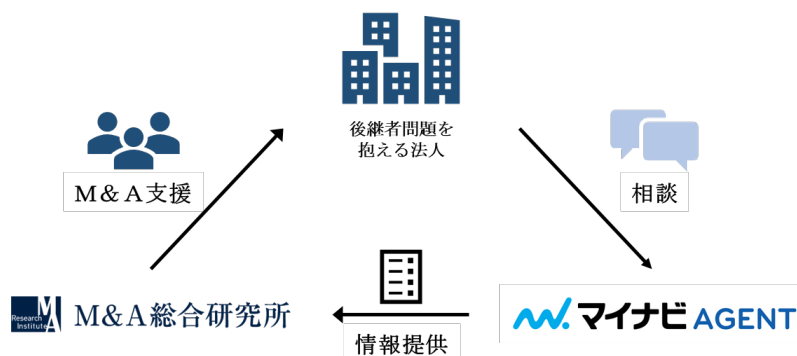 後継者問題を
抱える法人
M&A支援
相談
Research
Institute
MA
M&A総合研究所
マイナビ AGENT
情報提供